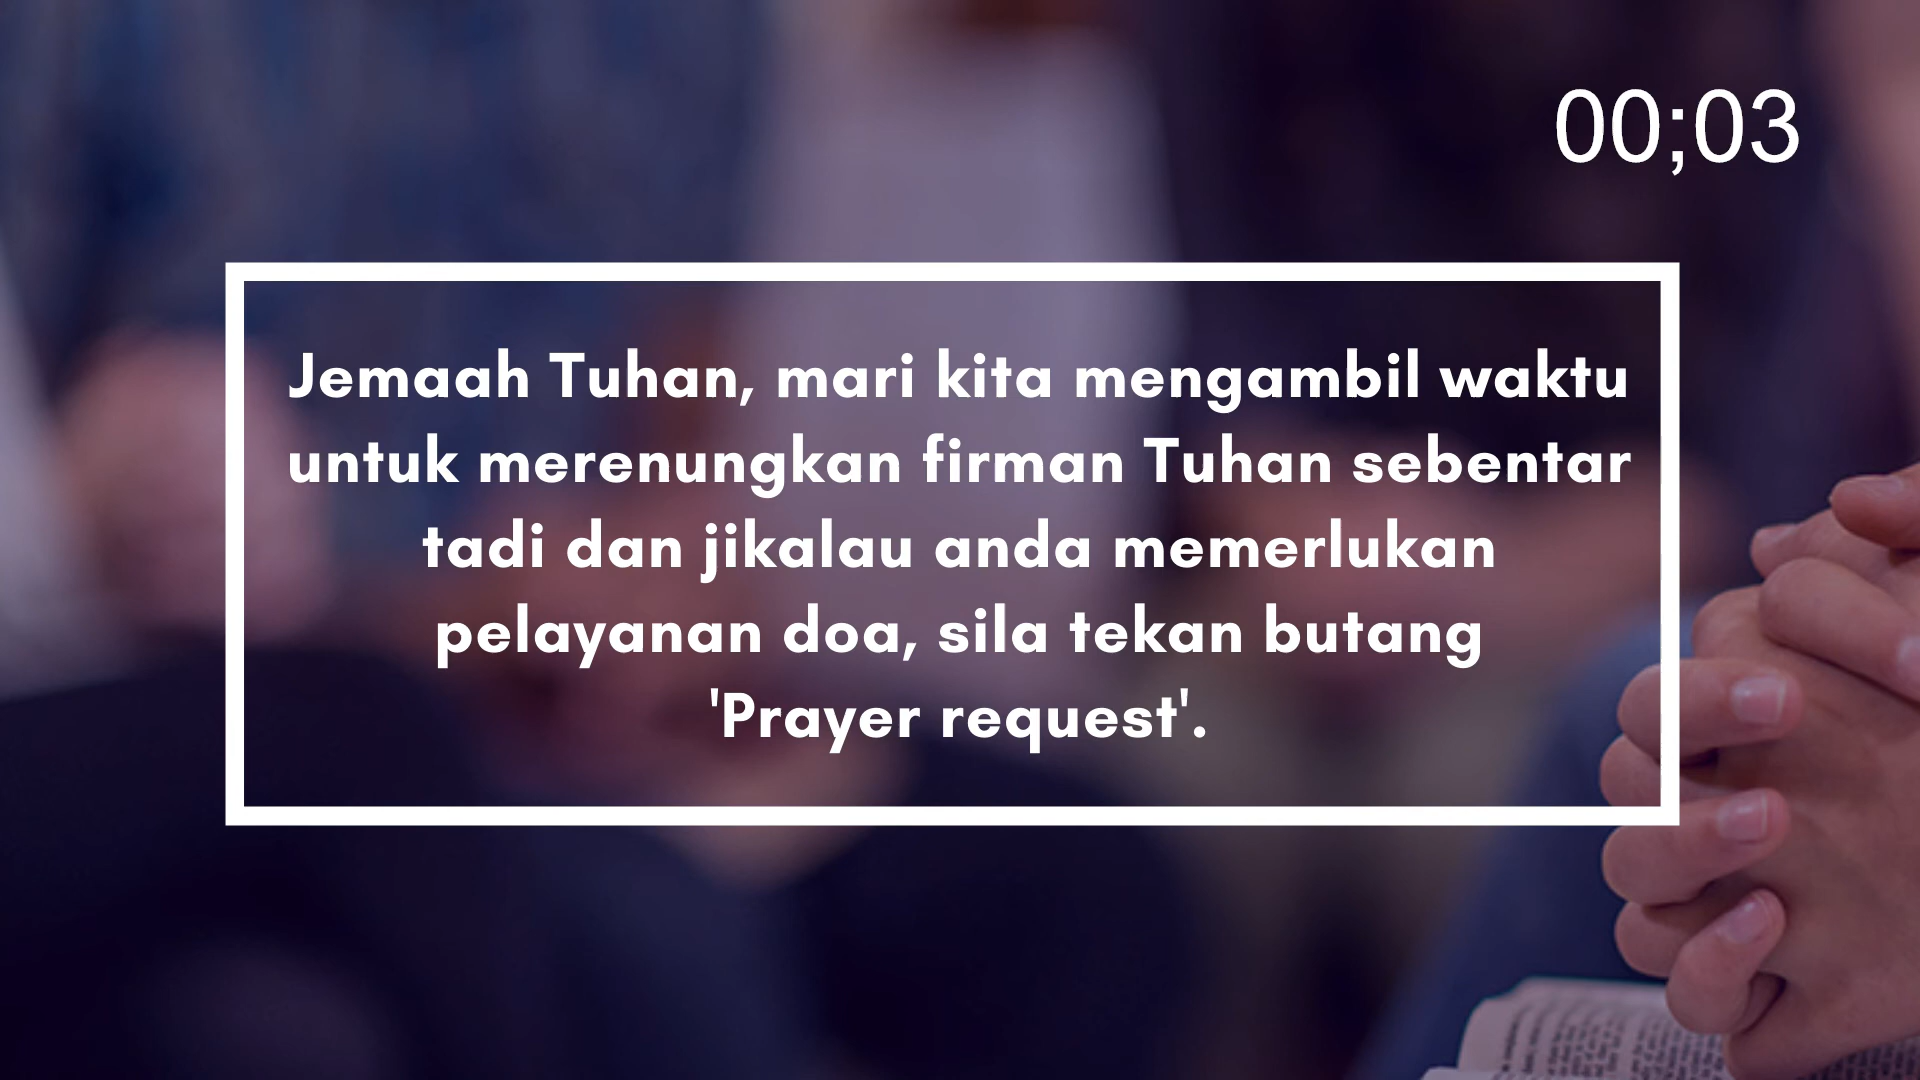 00;03
Jemaah Tuhan, mari kita mengambil waktu
untuk merenungkan firman Tuhan sebentar
tadi dan jikalau anda memerlukan
pelayanan doa, sila tekan butang
'Prayer request'.